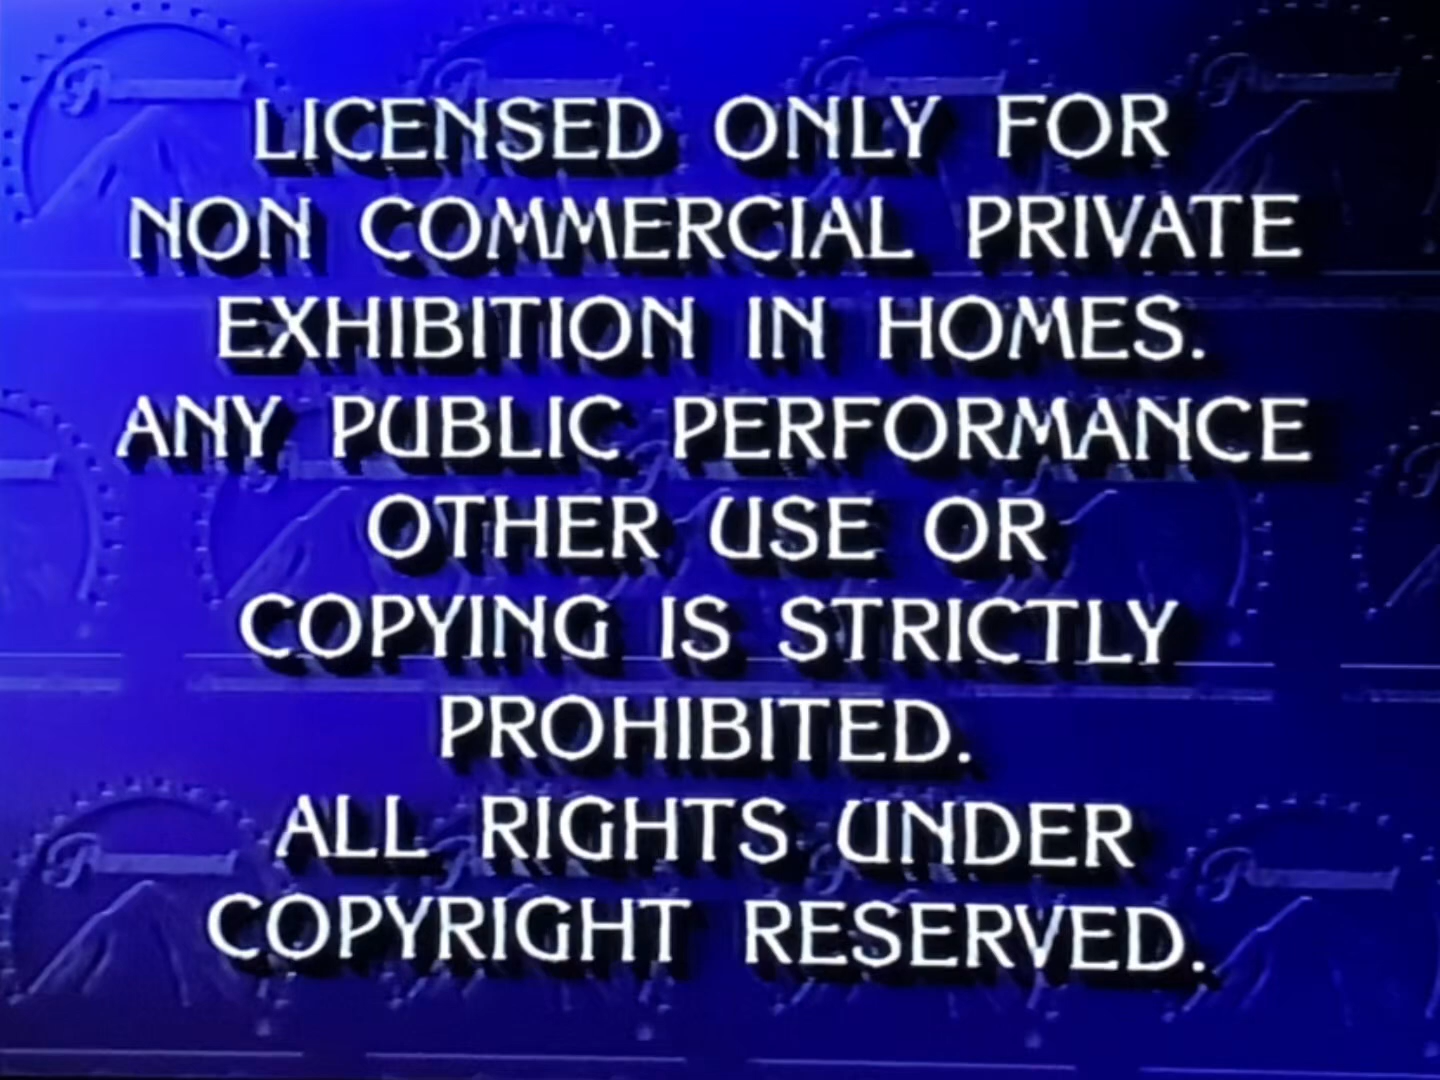 LICENSED ONLY FOR
NON COMMERCIAL PRIVATE
EXHIBITION IN HOMES.
ANY PUBLIC PERFORMANCE
OTHER USE OR
COPYING IS STRICTLY
PROHIBITED.
ALL RIGHTS UNDER
COPYRIGHT RESERVED.